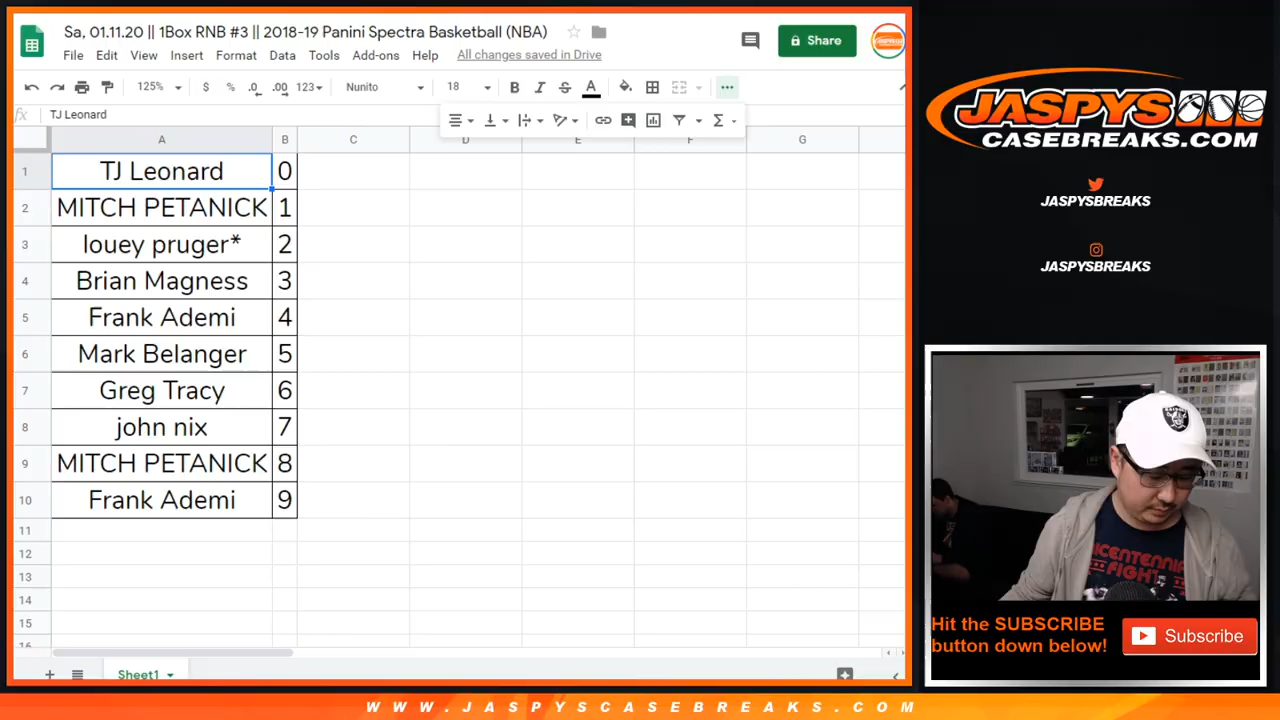 Sa, 01.11.20 || 1Box RNB #3 || 2018-19 Panini Spectra Basketball (NBA)
File Edit View Insert Format Data Tools Add-ons Help All changes saved in Drive
Share
125% $ % .0 .00 123 Nunito 18 B I S A
fx TJ Leonard
A B C D E F G
1 TJ Leonard 0
2 MITCH PETANICK 1
3 louey pruger* 2
4 Brian Magness 3
5 Frank Ademi 4
6 Mark Belanger 5
7 Greg Tracy 6
8 john nix 7
9 MITCH PETANICK 8
10 Frank Ademi 9
11
12
13
14
15
16
Sheet1
JASPYS
CASEBREAKS.COM
JASPYSBREAKS
JASPYSBREAKS
BICENTENNIAL
FIGHT
Hit the SUBSCRIBE
button down below!
Subscribe
WWW.JASPYSCASEBREAKS.COM